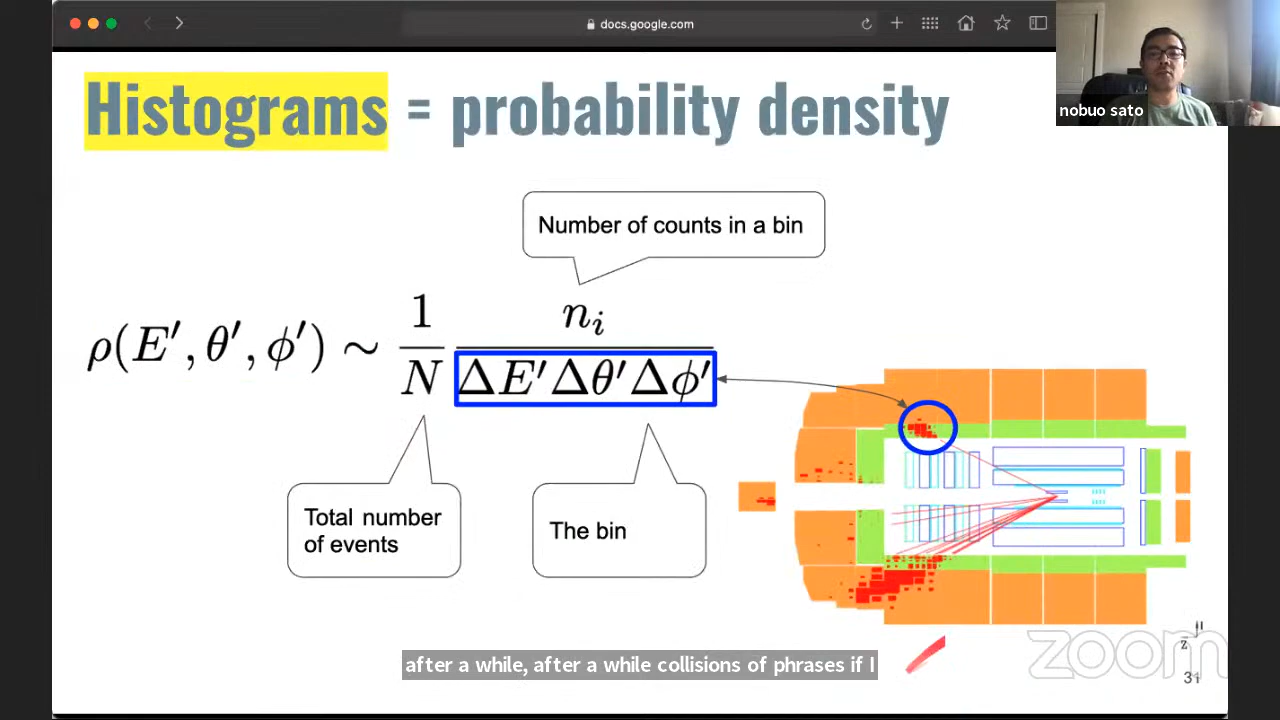 docs.google.com
Histograms = probability density
nobuo sato
Number of counts in a bin
ρ(E′, θ′, ϕ′) ∼ 1/N nᵢ/ΔE′Δθ′Δϕ′
Total number
of events
The bin
after a while, after a while collisions of phrases if I
zoom
z
31